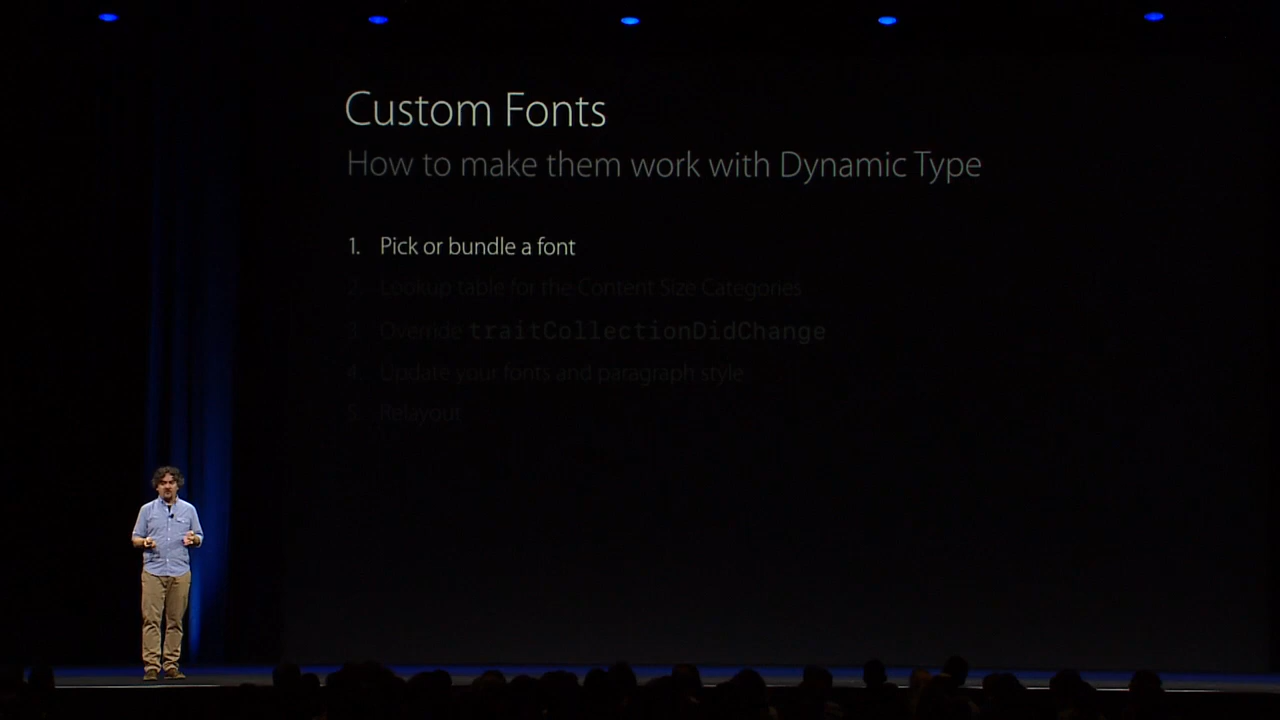 Custom Fonts
How to make them work with Dynamic Type
1. Pick or bundle a font
2. Lookup table for the Content Size Categories
3. Override traitCollectionDidChange
4. Update your fonts and paragraph style
5. Relayout